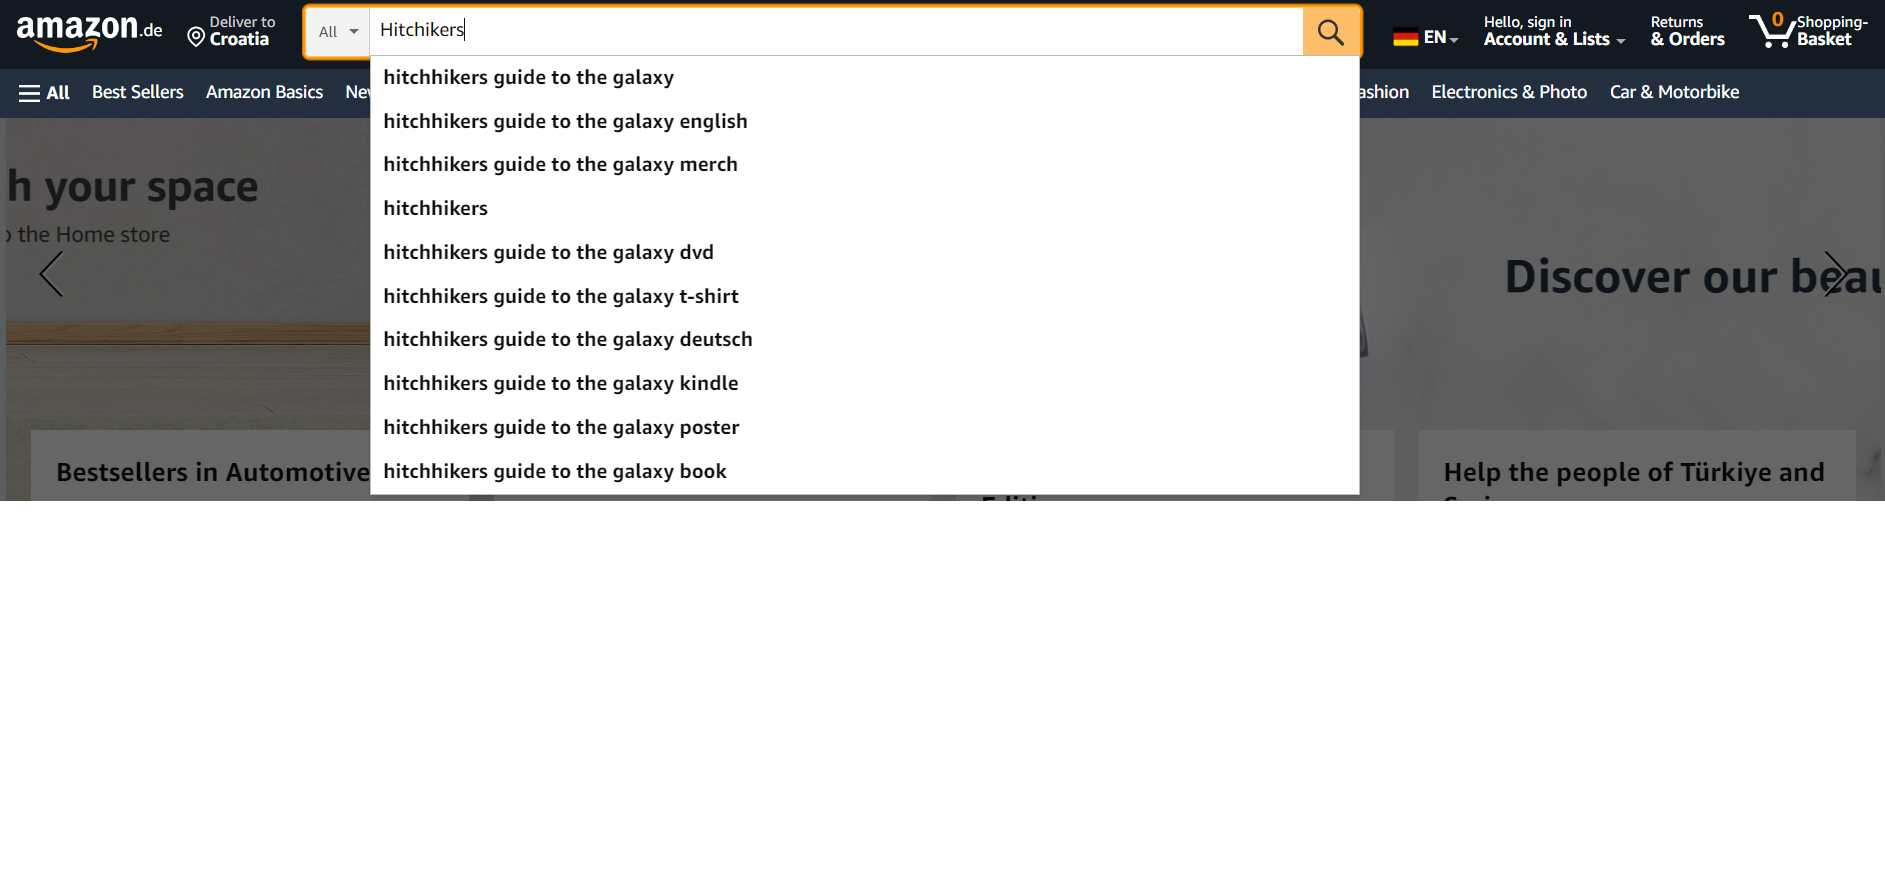 amazon.de
Deliver to
Croatia
All
Hitchikers
EN
Hello, sign in
Account & Lists
Returns
& Orders
0
Shopping-
Basket
All
Best Sellers
Amazon Basics
Electronics & Photo
Car & Motorbike
hitchhikers guide to the galaxy
hitchhikers guide to the galaxy english
hitchhikers guide to the galaxy merch
hitchhikers
hitchhikers guide to the galaxy dvd
hitchhikers guide to the galaxy t-shirt
hitchhikers guide to the galaxy deutsch
hitchhikers guide to the galaxy kindle
hitchhikers guide to the galaxy poster
hitchhikers guide to the galaxy book
h your space
the Home store
Discover our beau
Bestsellers in Automotive
Help the people of Türkiye and